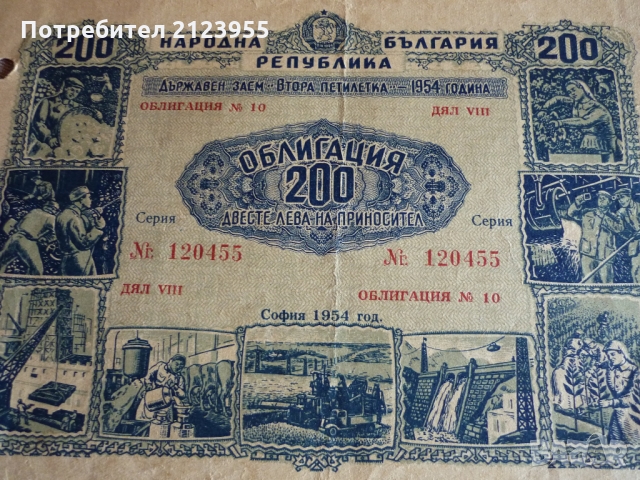 Потребител 2123955
200 НАРОДНА БЪЛГАРИЯ 200
РЕПУБЛИКА
ДЪРЖАВЕН ЗАЕМ - ВТОРА ПЕТИЛЕТКА - 1954 ГОДИНА
ОБЛИГАЦИЯ № 10 ДЯЛ VIII
ОБЛИГАЦИЯ
200
ДВЕСТЕ ЛЕВА НА ПРИНОСИТЕЛ
Серия Серия
№ 120455 № 120455
ДЯЛ VIII ОБЛИГАЦИЯ № 10
София 1954 год.